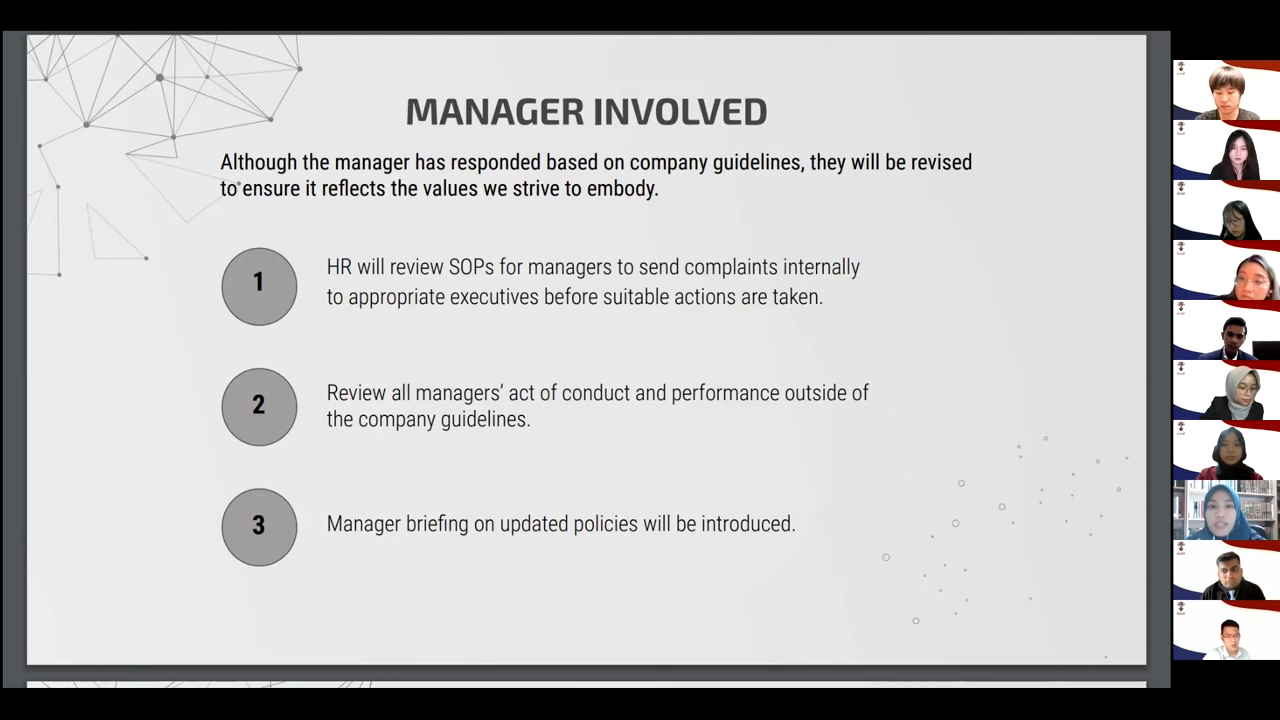 MANAGER INVOLVED
Although the manager has responded based on company guidelines, they will be revised
to ensure it reflects the values we strive to embody.
1
HR will review SOPs for managers to send complaints internally
to appropriate executives before suitable actions are taken.
2
Review all managers’ act of conduct and performance outside of
the company guidelines.
3
Manager briefing on updated policies will be introduced.